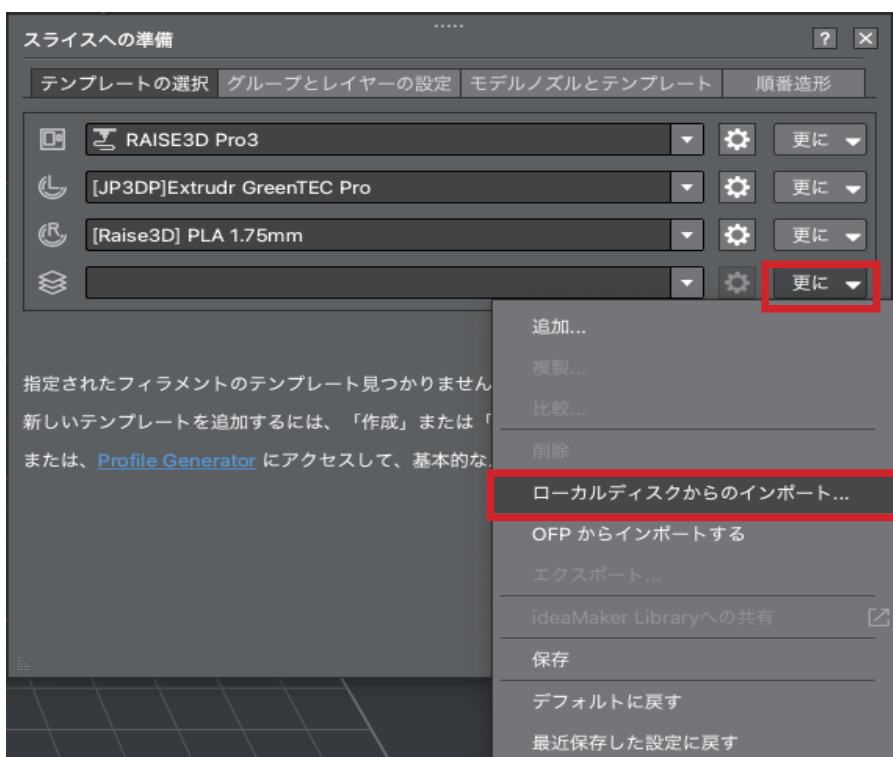 スライスへの準備
?
テンプレートの選択 グループとレイヤーの設定 モデルノズルとテンプレート 順番造形
RAISE3D Pro3 更に
L [JP3DP]Extrudr GreenTEC Pro 更に
R [Raise3D] PLA 1.75mm 更に
更に
追加...
複製...
比較...
削除
ローカルディスクからのインポート...
OFP からインポートする
エクスポート...
ideaMaker Libraryへの共有
保存
デフォルトに戻す
最近保存した設定に戻す
指定されたフィラメントのテンプレート見つかりません
新しいテンプレートを追加するには、「作成」または「
または、Profile Generator にアクセスして、基本的な